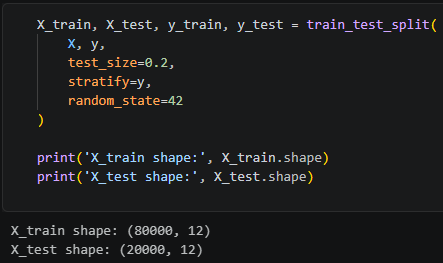 X_train, X_test, y_train, y_test = train_test_split(
    X, y,
    test_size=0.2,
    stratify=y,
    random_state=42
)
print('X_train shape:', X_train.shape)
print('X_test shape:', X_test.shape)
X_train shape: (80000, 12)
X_test shape: (20000, 12)